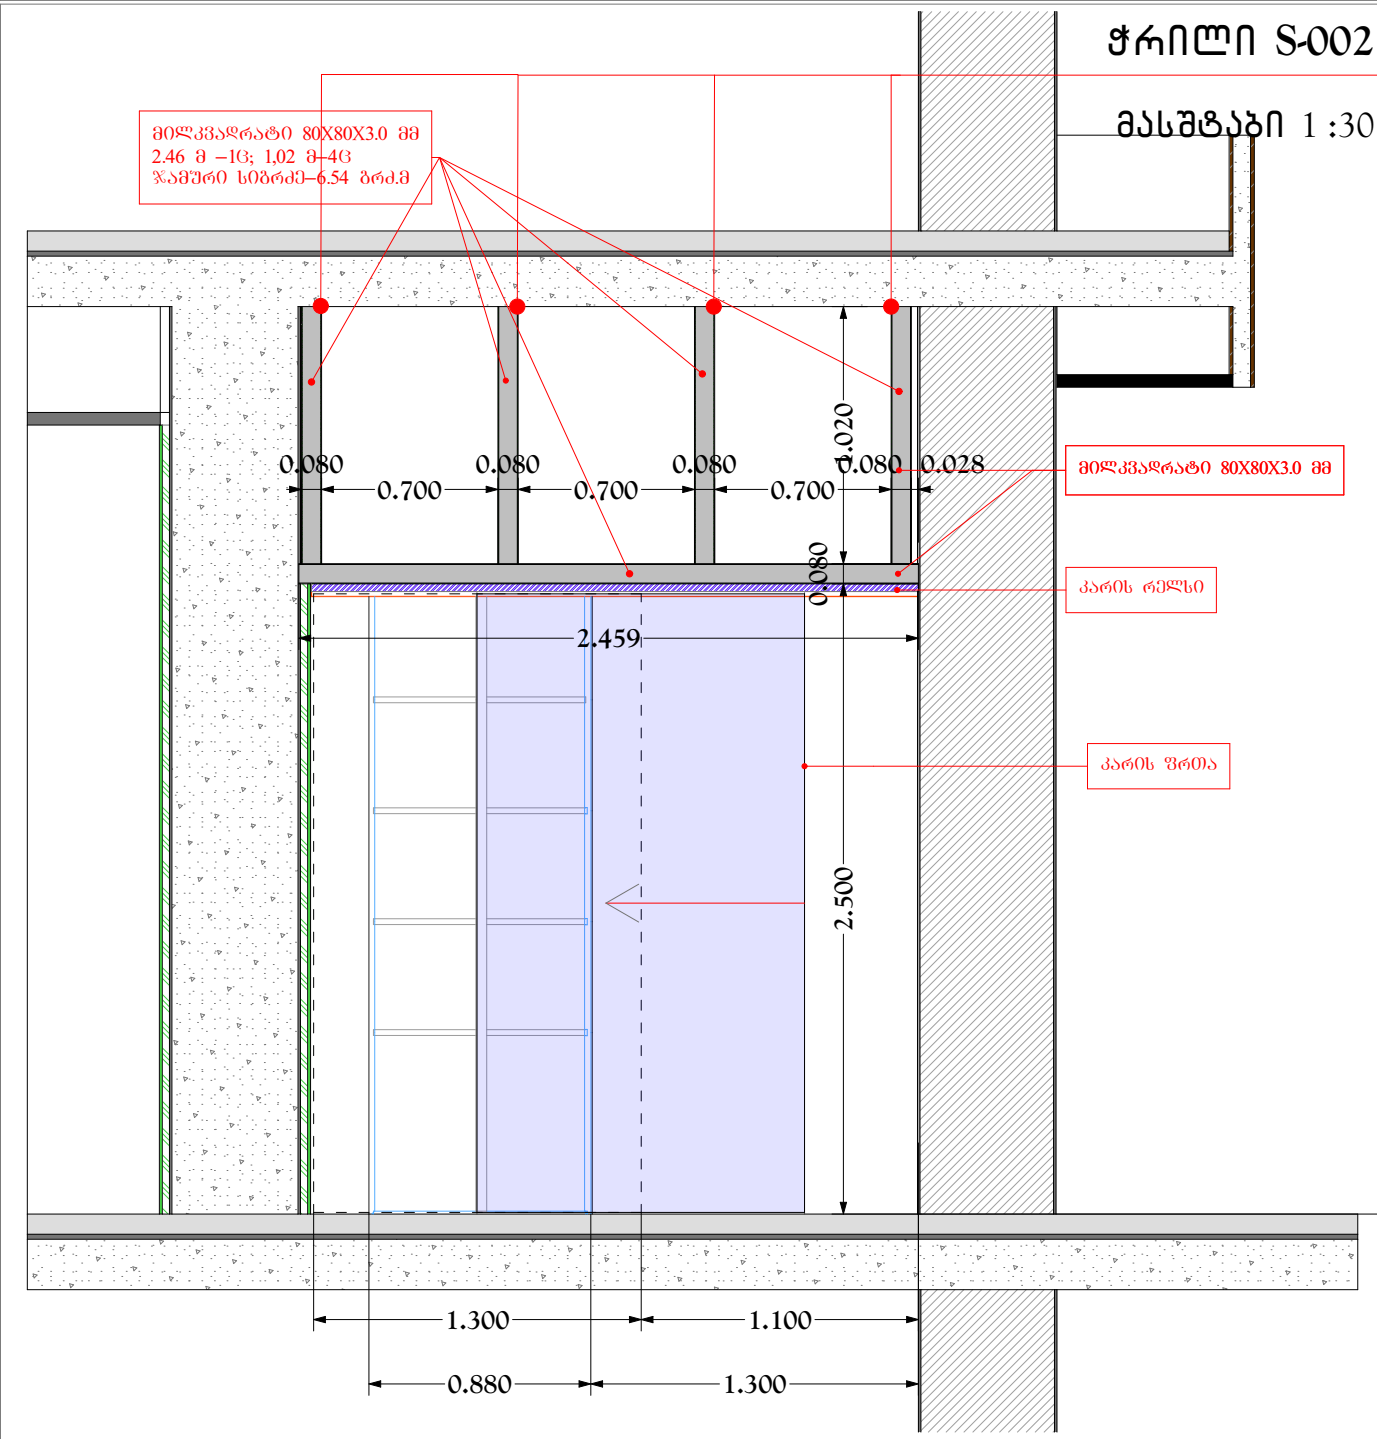 ჭრილი S-002
მასშტაბი 1 :30
მილკვადრატი 80X80X3.0 მმ
2.46 მ –1ც; 1,02 მ–4ც
ჯამური სიგრძე–6.54 გრძ.მ
1.020
0.080 0.080 0.080 0.080 0.028
მილკვადრატი 80X80X3.0 მმ
0.700 0.700 0.700
0.080
კარის რელსი
2.459
კარის ფრთა
2.500
1.300 1.100
0.880 1.300